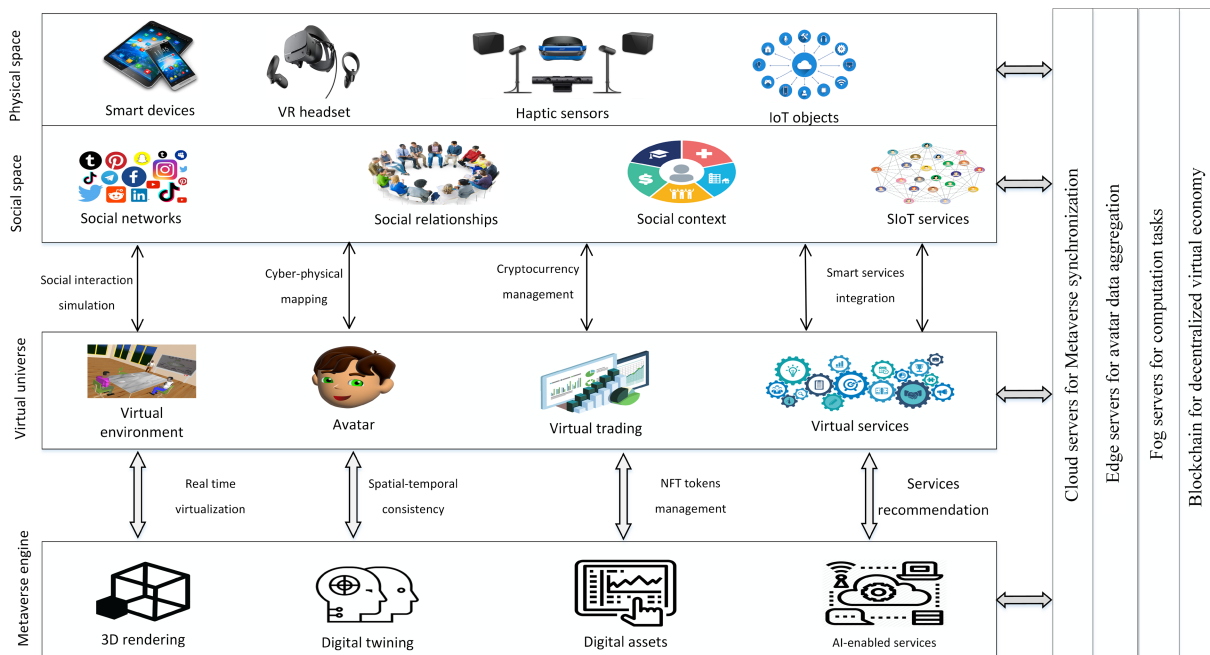 Physical space
Smart devices
VR headset
Haptic sensors
IoT objects
Social space
Social networks
Social relationships
Social context
SIoT services
Social interaction
simulation
Cyber-physical
mapping
Cryptocurrency
management
Smart services
integration
Virtual universe
Virtual
environment
Avatar
Virtual trading
Virtual services
Real time
virtualization
Spatial-temporal
consistency
NFT tokens
management
Services
recommendation
Metaverse engine
3D rendering
Digital twining
Digital assets
AI-enabled services
Cloud servers for Metaverse synchronization
Edge servers for avatar data aggregation
Fog servers for computation tasks
Blockchain for decentralized virtual economy